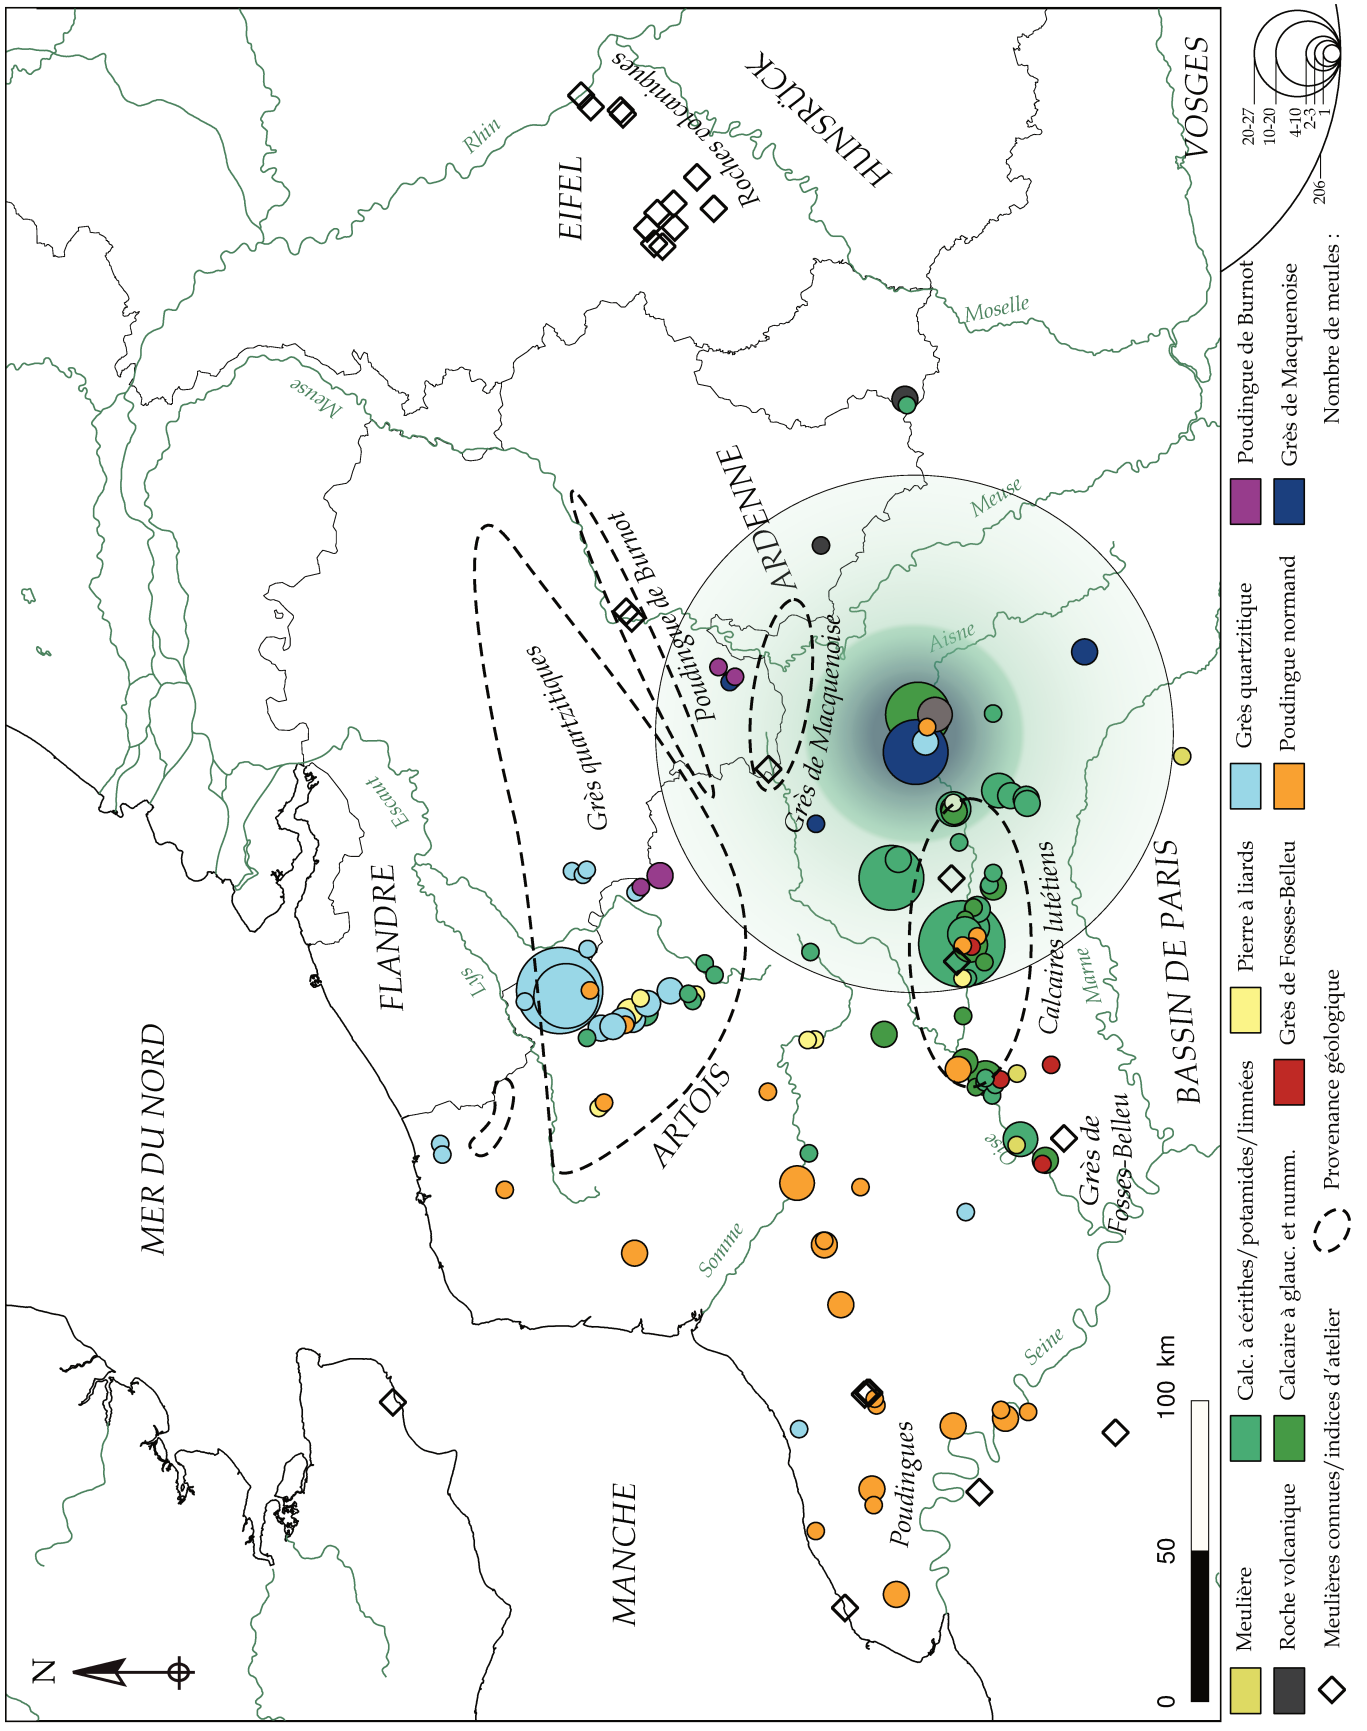 N
MER DU NORD
MANCHE
FLANDRE
ARTOIS
EIFEL
HUNSRÜCK
ARDENNE
VOSGES
BASSIN DE PARIS
Rhin
Meuse
Escaut
Lys
Somme
Seine
Oise
Marne
Aisne
Meuse
Moselle
Roches volcaniques
Grès quartzitiques
Poudingue de Burnot
Grès de Macquenoise
Calcaires lutétiens
Grès de
Fosses-Belleu
Poudingues
0 50 100 km
Meulière
Calc. à cérithes/potamides/limnées
Pierre à liards
Grès quartzitique
Poudingue de Burnot
Roche volcanique
Calcaire à glauc. et numm.
Grès de Fosses-Belleu
Poudingue normand
Grès de Macquenoise
Meulières connues/indices d'atelier
Provenance géologique
Nombre de meules :
206
20-27
10-20
4-10
2-3
1